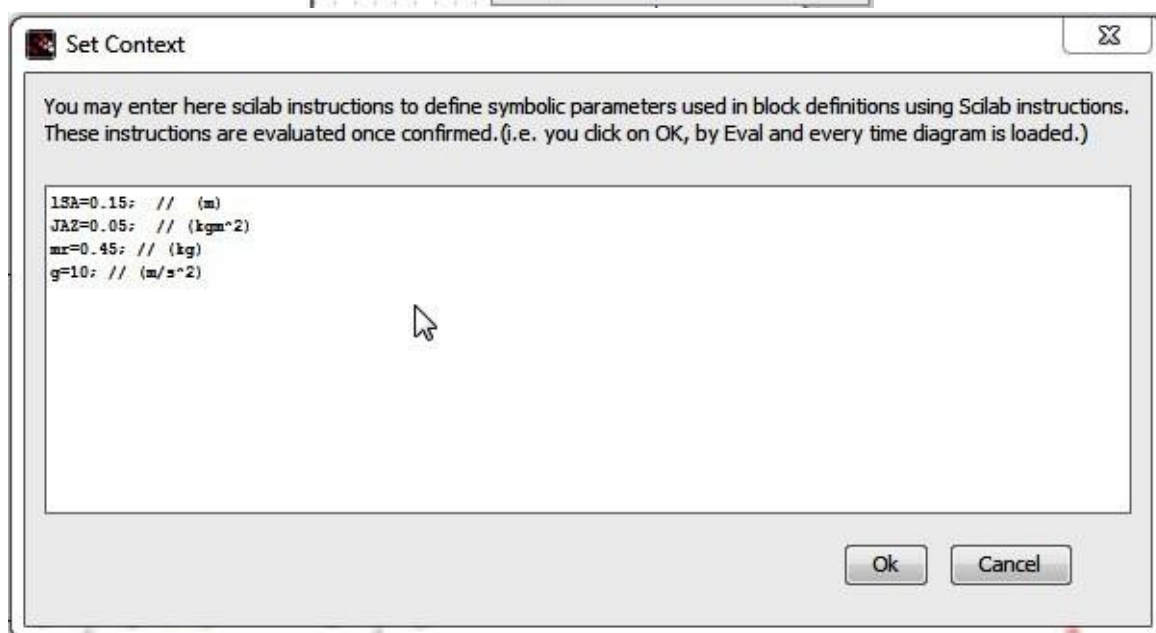 Set Context
You may enter here scilab instructions to define symbolic parameters used in block definitions using Scilab instructions.
These instructions are evaluated once confirmed.(i.e. you click on OK, by Eval and every time diagram is loaded.)
lSA=0.15; // (m)
JAZ=0.05; // (kgm^2)
mr=0.45; // (kg)
g=10; // (m/s^2)
Ok Cancel